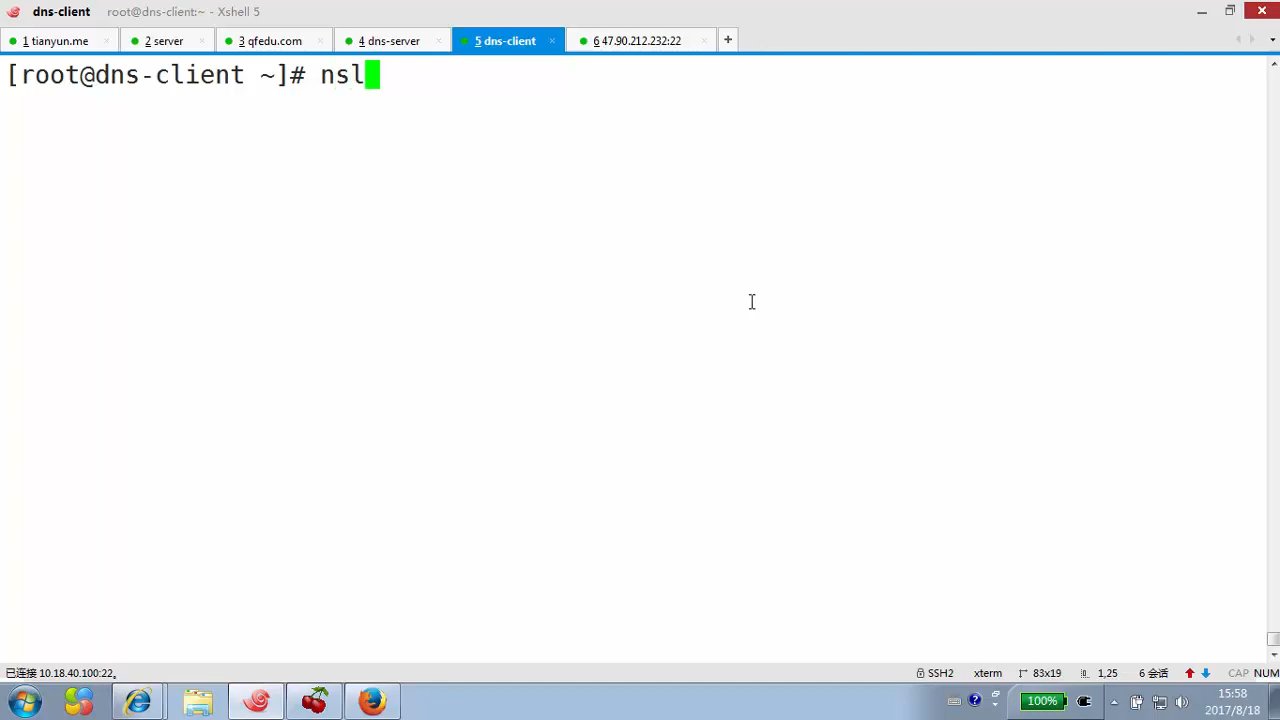 dns-client root@dns-client:~ - Xshell 5
1 tianyun.me 2 server 3 qfedu.com 4 dns-server 5 dns-client 6 47.90.212.232:22
[root@dns-client ~]# nsl
已连接 10.18.40.100:22。 SSH2 xterm 83x19 1,25 6 会话 CAP NUM
100% 15:58
2017/8/18